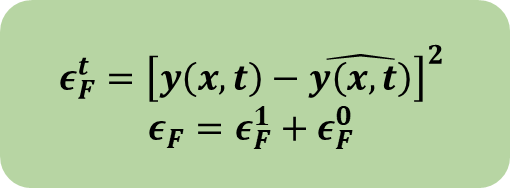 ϵ_F^t = [y(x, t) − \widehat{y(x, t)}]^2
ϵ_F = ϵ_F^1 + ϵ_F^0